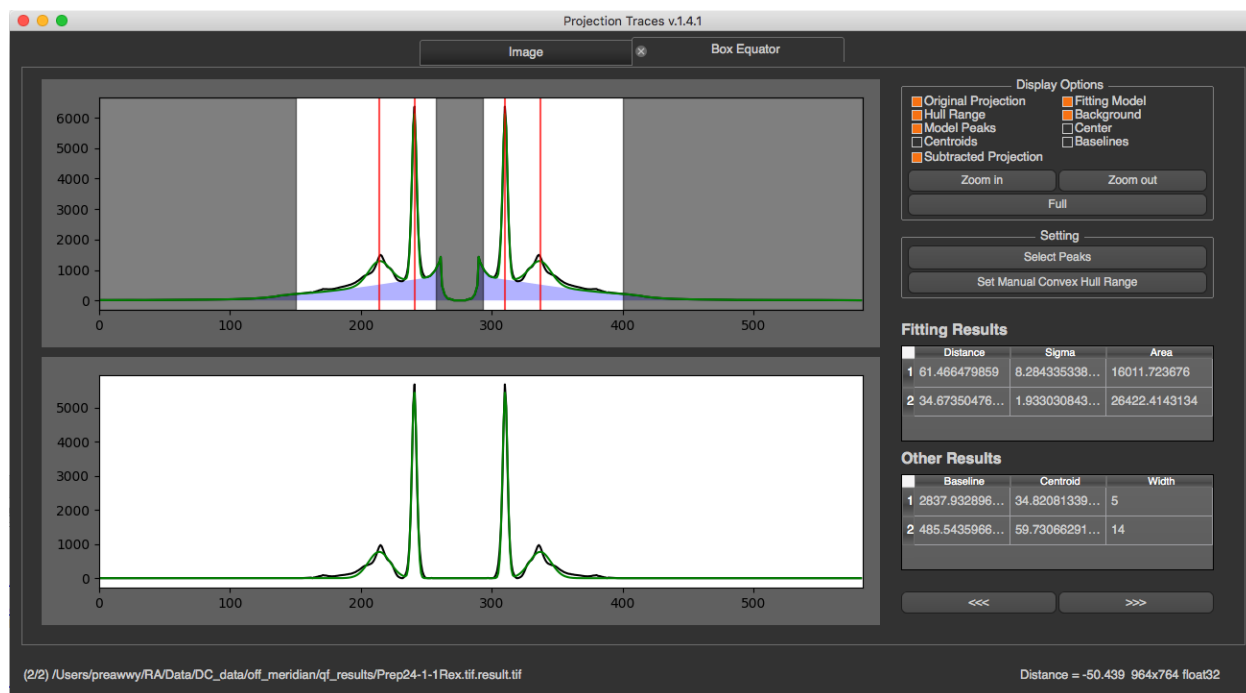 Projection Traces v.1.4.1
Image
Box Equator
6000
5000
4000
3000
2000
1000
0
0 100 200 300 400 500
5000
4000
3000
2000
1000
0
0 100 200 300 400 500
Display Options
Original Projection Fitting Model
Hull Range Background
Model Peaks Center
Centroids Baselines
Subtracted Projection
Zoom in Zoom out
Full
Setting
Select Peaks
Set Manual Convex Hull Range
Fitting Results
Distance Sigma Area
1 61.466479859 8.284335338... 16011.723676
2 34.67350476... 1.933030843... 26422.4143134
Other Results
Baseline Centroid Width
1 2837.932896... 34.82081339... 5
2 485.5435966... 59.73066291... 14
<<< >>>
(2/2) /Users/preawwy/RA/Data/DC_data/off_meridian/qf_results/Prep24-1-1Rex.tif.result.tif
Distance = -50.439 964x764 float32